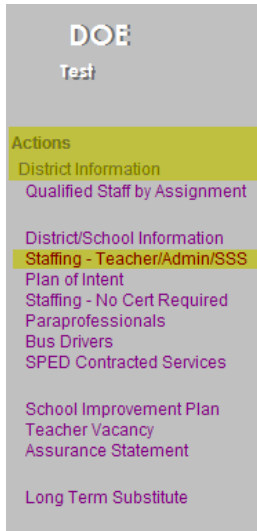 DOE
Test
Actions
District Information
Qualified Staff by Assignment
District/School Information
Staffing - Teacher/Admin/SSS
Plan of Intent
Staffing - No Cert Required
Paraprofessionals
Bus Drivers
SPED Contracted Services
School Improvement Plan
Teacher Vacancy
Assurance Statement
Long Term Substitute